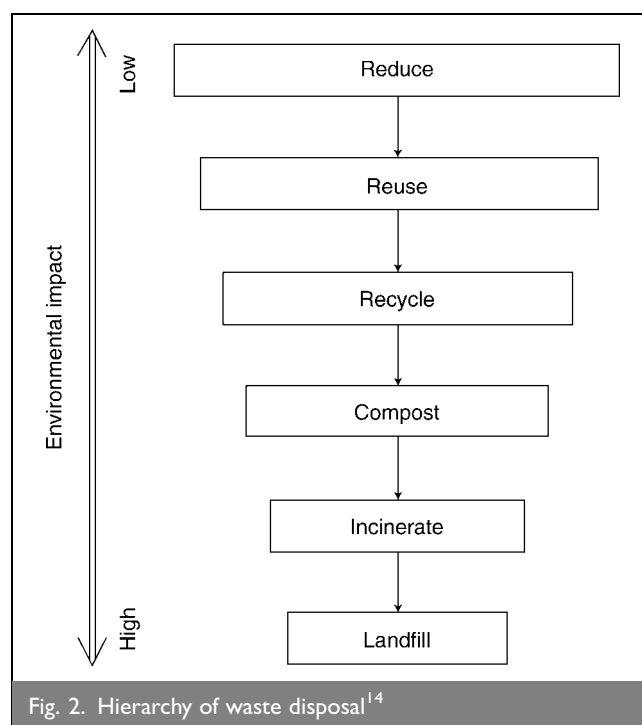 Low
Environmental impact
High
Reduce
Reuse
Recycle
Compost
Incinerate
Landfill
Fig. 2. Hierarchy of waste disposal14